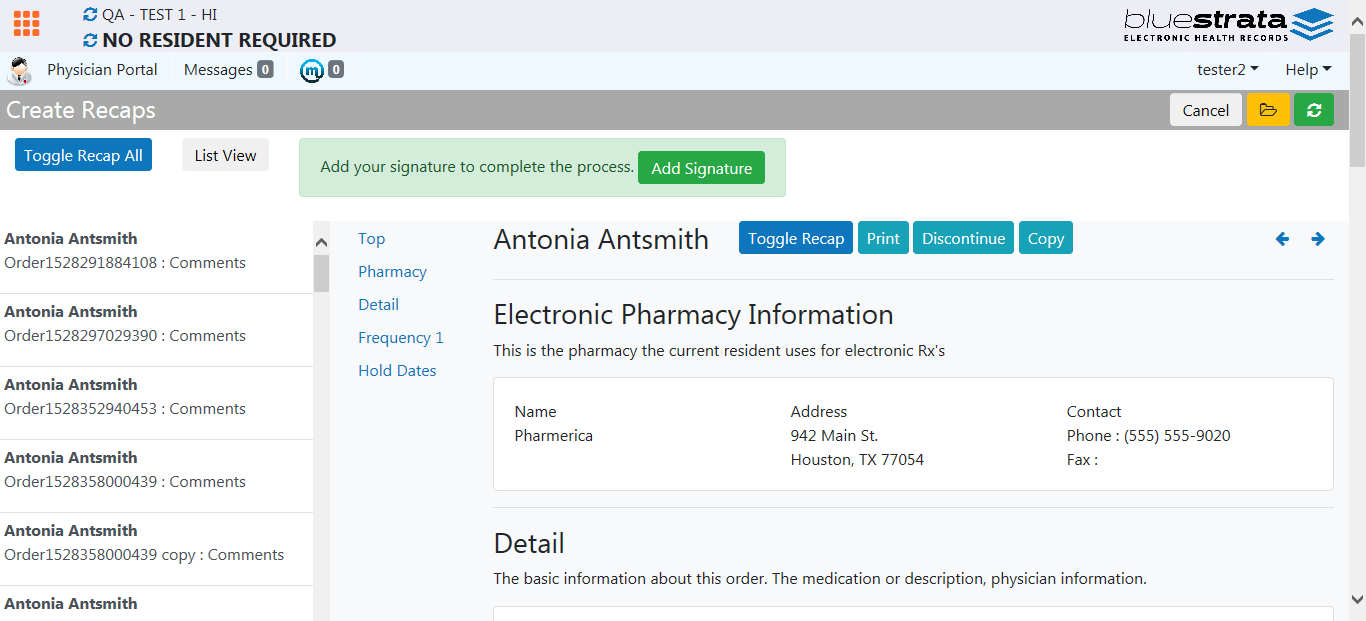 QA - TEST 1 - HI
NO RESIDENT REQUIRED
bluestrata
ELECTRONIC HEALTH RECORDS
Physician Portal
Messages 0
m 0
tester2
Help
Create Recaps
Cancel
Toggle Recap All
List View
Add your signature to complete the process. Add Signature
Antonia Antsmith
Order1528291884108 : Comments
Antonia Antsmith
Order1528297029390 : Comments
Antonia Antsmith
Order1528352940453 : Comments
Antonia Antsmith
Order1528358000439 : Comments
Antonia Antsmith
Order1528358000439 copy : Comments
Antonia Antsmith
Top
Pharmacy
Detail
Frequency 1
Hold Dates
Antonia Antsmith
Toggle Recap
Print
Discontinue
Copy
Electronic Pharmacy Information
This is the pharmacy the current resident uses for electronic Rx's
Name
Pharmerica
Address
942 Main St.
Houston, TX 77054
Contact
Phone : (555) 555-9020
Fax :
Detail
The basic information about this order. The medication or description, physician information.